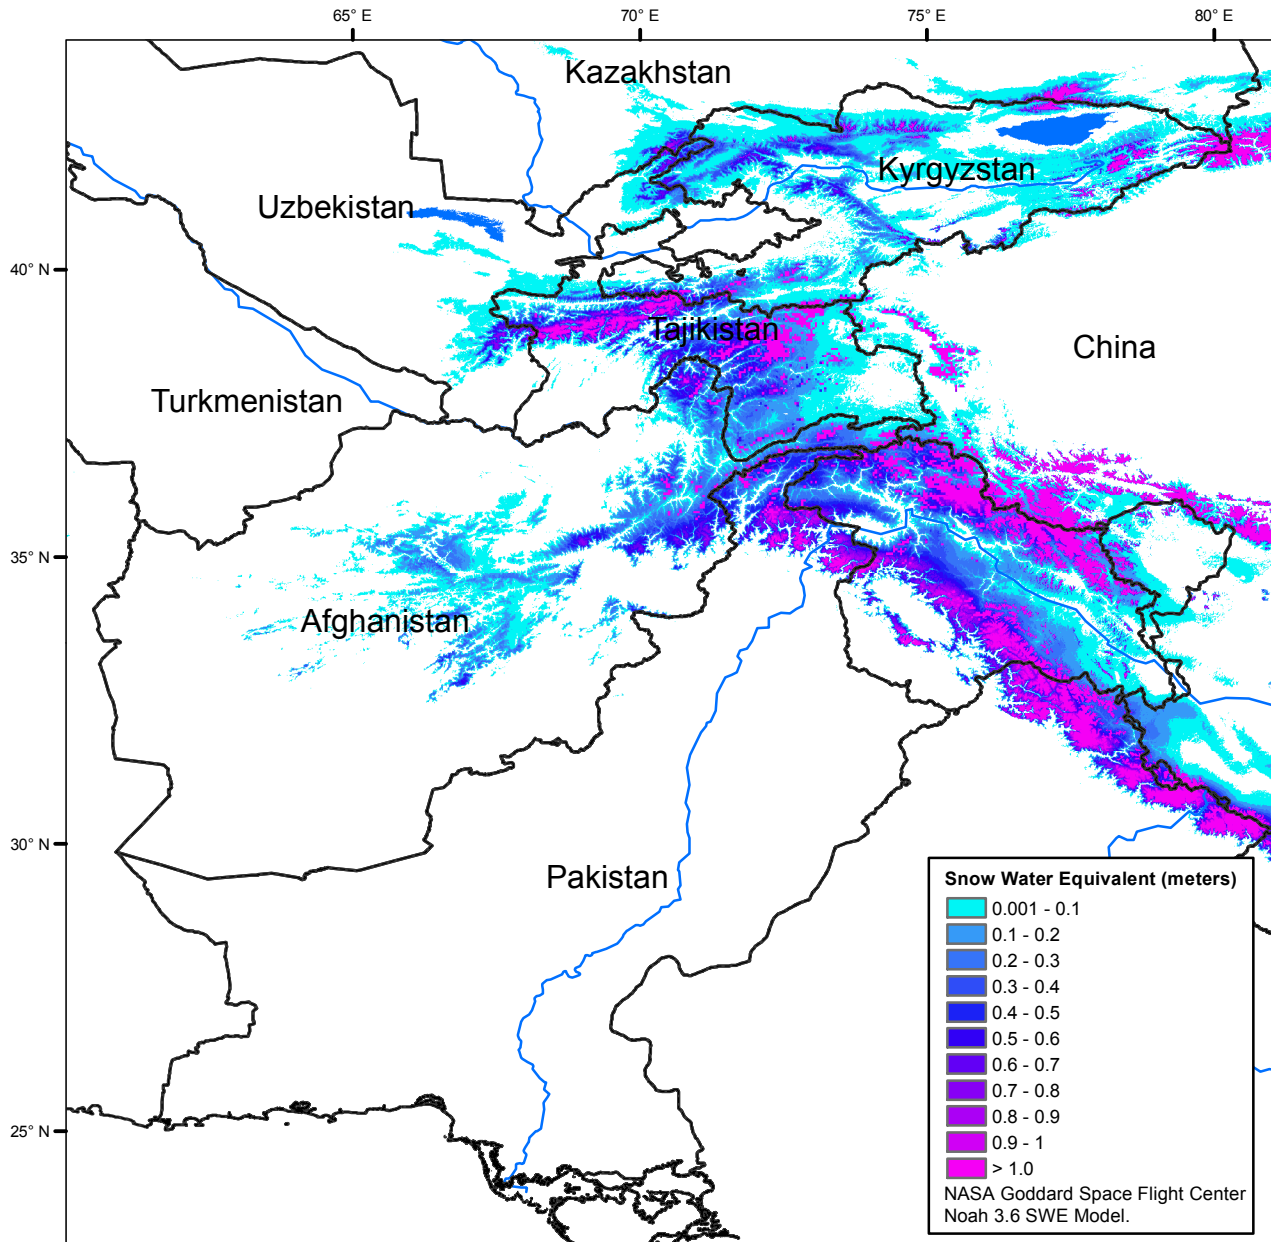 65° E
70° E
75° E
80° E
Kazakhstan
Kyrgyzstan
Uzbekistan
40° N
Tajikistan
China
Turkmenistan
35° N
Afghanistan
30° N
Pakistan
25° N
Snow Water Equivalent (meters)
0.001 - 0.1
0.1 - 0.2
0.2 - 0.3
0.3 - 0.4
0.4 - 0.5
0.5 - 0.6
0.6 - 0.7
0.7 - 0.8
0.8 - 0.9
0.9 - 1
> 1.0
NASA Goddard Space Flight Center
Noah 3.6 SWE Model.